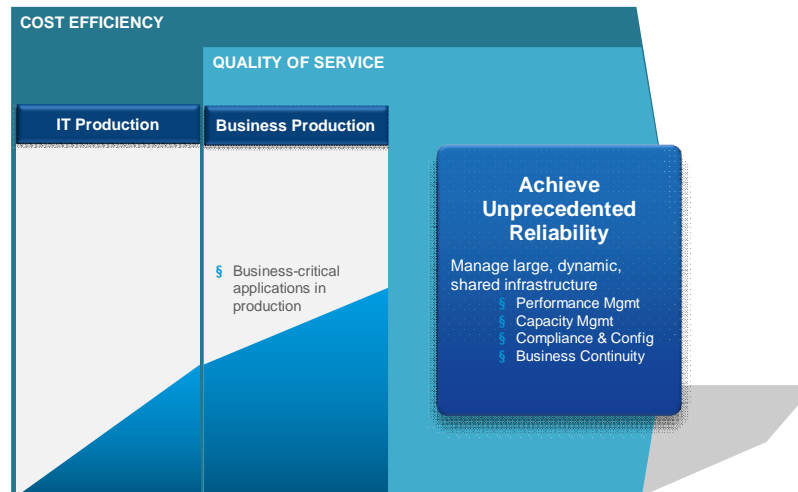 COST EFFICIENCY
QUALITY OF SERVICE
IT Production
Business Production
§ Business-critical
applications in
production
Achieve
Unprecedented
Reliability
Manage large, dynamic,
shared infrastructure
§ Performance Mgmt
§ Capacity Mgmt
§ Compliance & Config
§ Business Continuity